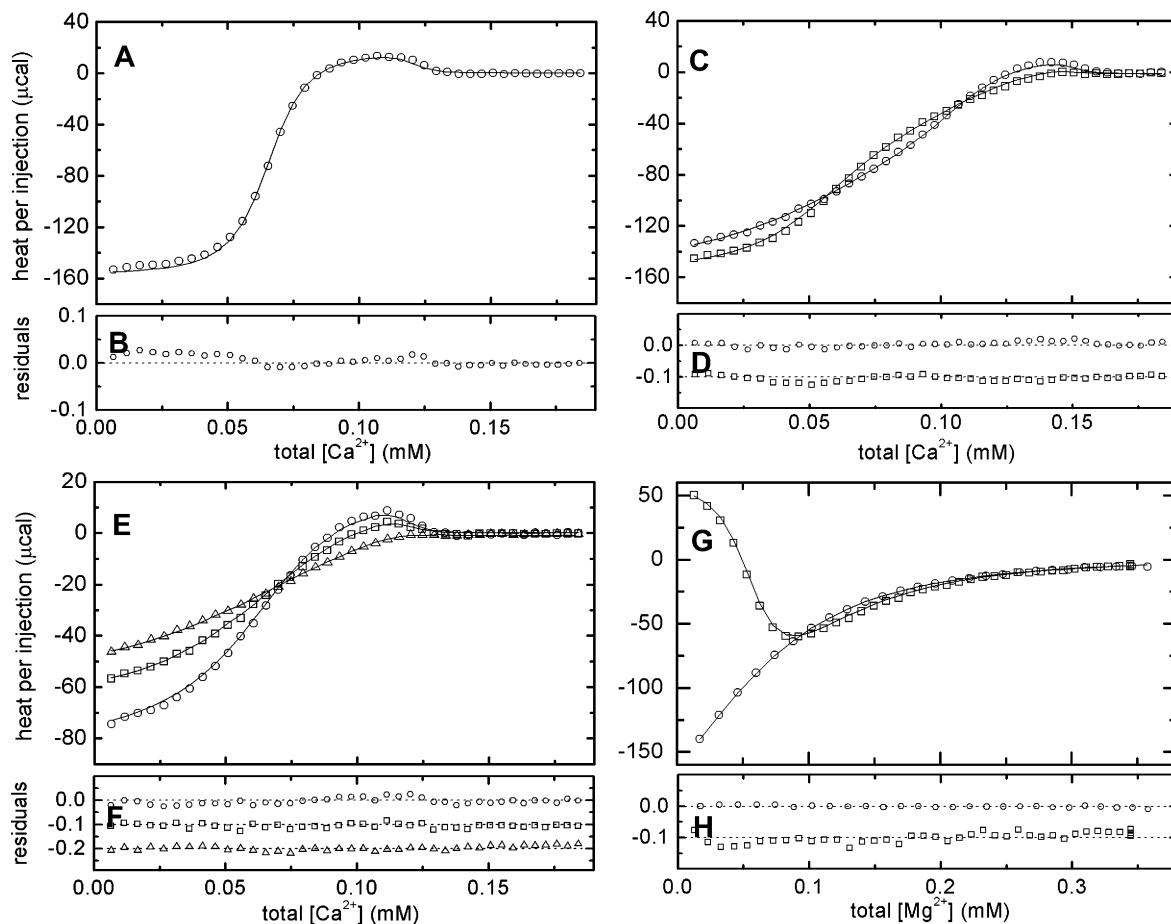 A
heat per injection (µcal)
40
0
-40
-80
-120
-160
B
residuals
0.1
0.0
-0.1
0.00 0.05 0.10 0.15
total [Ca²⁺] (mM)
C
heat per injection (µcal)
40
0
-40
-80
-120
-160
D
0.0
-0.1
0.00 0.05 0.10 0.15
total [Ca²⁺] (mM)
E
heat per injection (µcal)
20
0
-20
-40
-60
-80
F
residuals
0.0
-0.1
-0.2
0.00 0.05 0.10 0.15
total [Ca²⁺] (mM)
G
50
0
-50
-100
-150
H
0.0
-0.1
0.0 0.1 0.2 0.3
total [Mg²⁺] (mM)